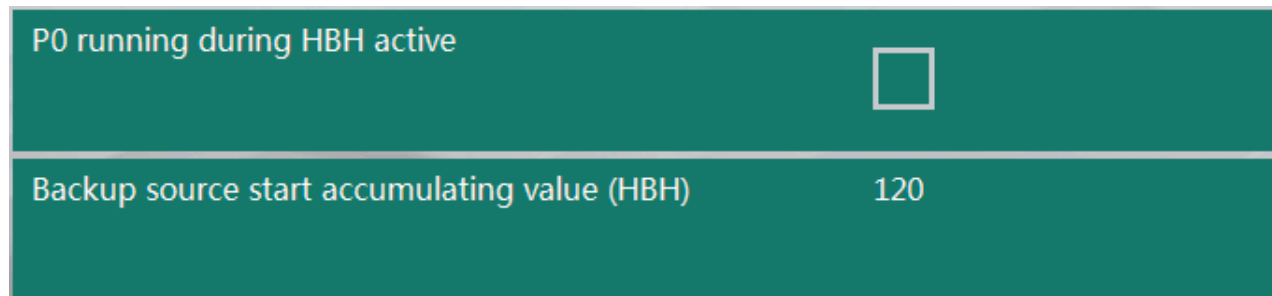 P0 running during HBH active
Backup source start accumulating value (HBH) 120